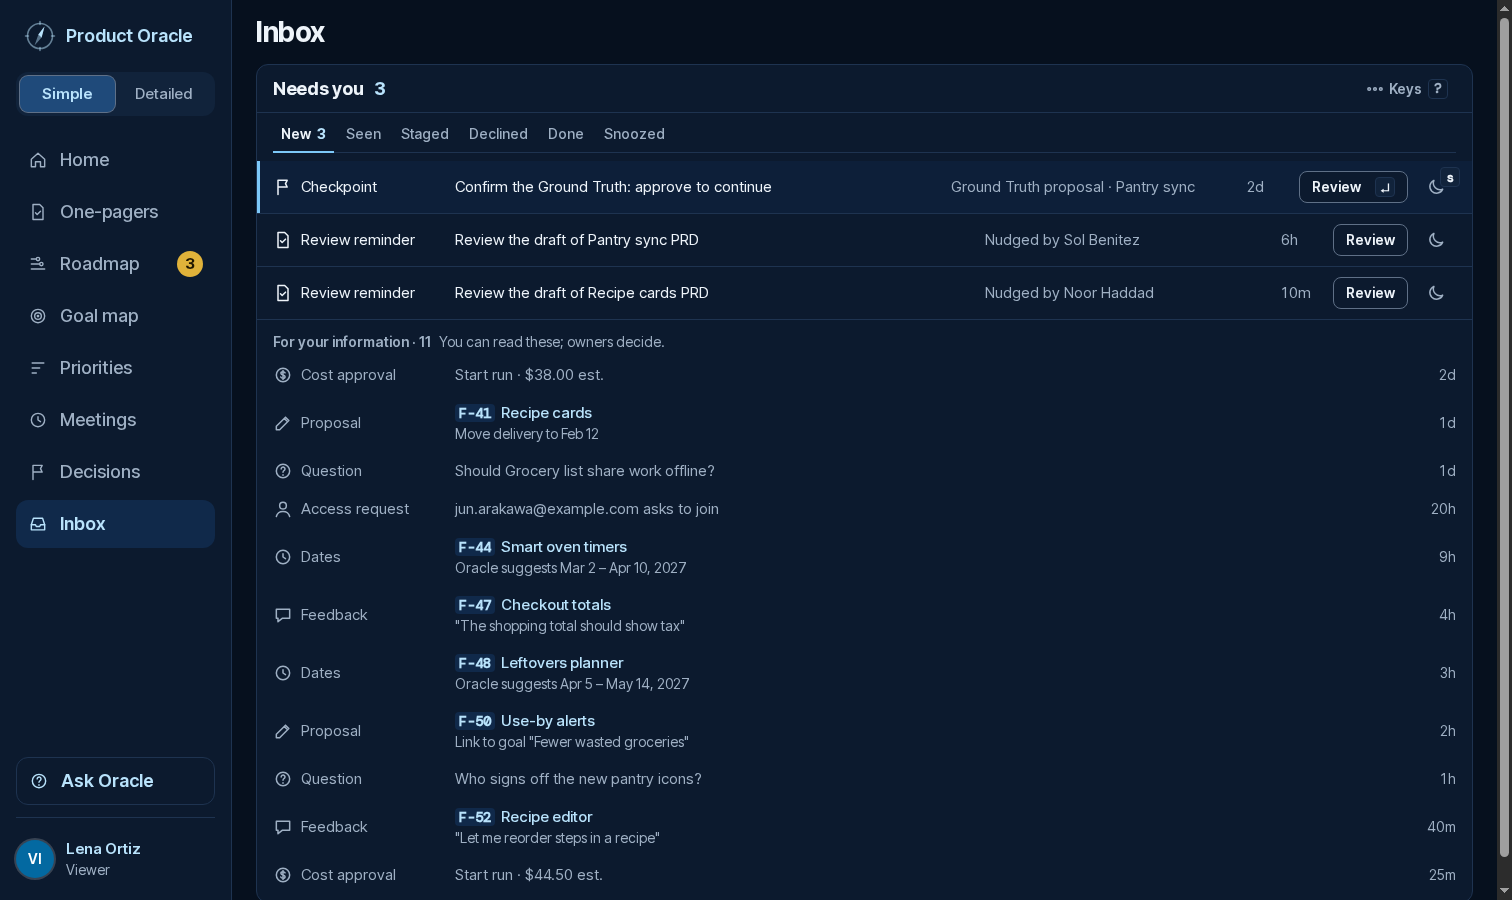 Product Oracle
Simple Detailed
Home
One-pagers
Roadmap 3
Goal map
Priorities
Meetings
Decisions
Inbox
Ask Oracle
VI
Lena Ortiz
Viewer
Inbox
Needs you 3
Keys ?
New 3 Seen Staged Declined Done Snoozed
Checkpoint Confirm the Ground Truth: approve to continue Ground Truth proposal · Pantry sync 2d Review ↵ s
Review reminder Review the draft of Pantry sync PRD Nudged by Sol Benitez 6h Review
Review reminder Review the draft of Recipe cards PRD Nudged by Noor Haddad 10m Review
For your information · 11 You can read these; owners decide.
Cost approval Start run · $38.00 est. 2d
Proposal F-41 Recipe cards 1d
Move delivery to Feb 12
Question Should Grocery list share work offline? 1d
Access request jun.arakawa@example.com asks to join 20h
Dates F-44 Smart oven timers 9h
Oracle suggests Mar 2 – Apr 10, 2027
Feedback F-47 Checkout totals 4h
"The shopping total should show tax"
Dates F-48 Leftovers planner 3h
Oracle suggests Apr 5 – May 14, 2027
Proposal F-50 Use-by alerts 2h
Link to goal "Fewer wasted groceries"
Question Who signs off the new pantry icons? 1h
Feedback F-52 Recipe editor 40m
"Let me reorder steps in a recipe"
Cost approval Start run · $44.50 est. 25m